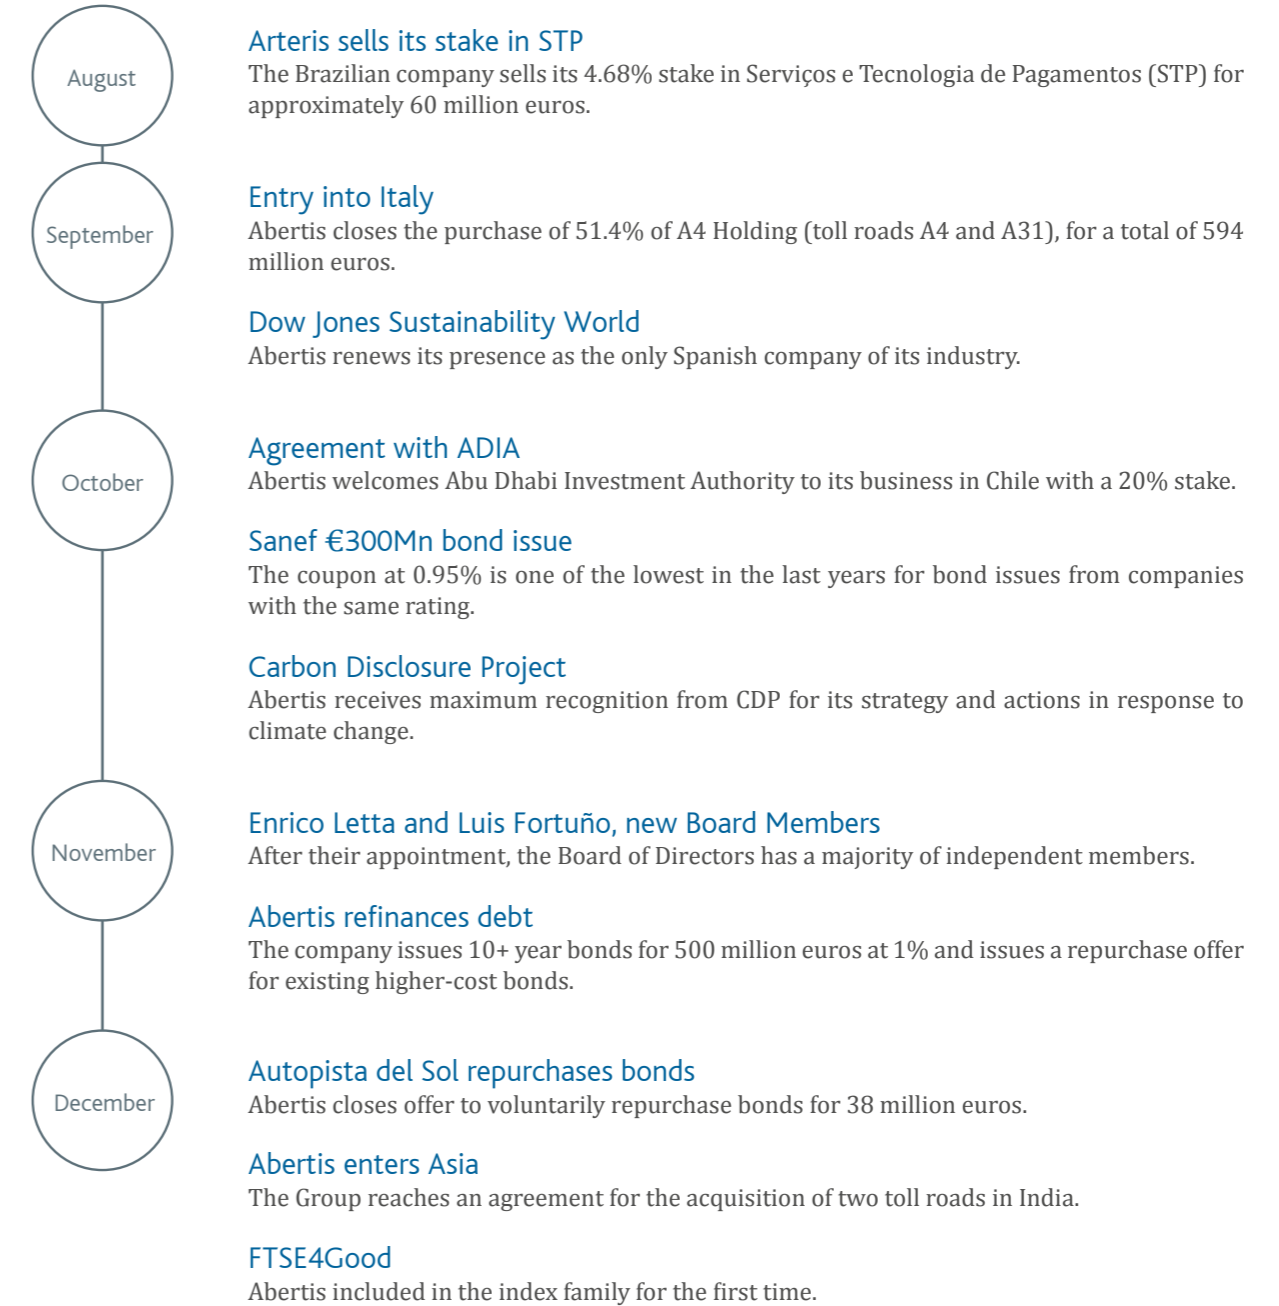 August
Arteris sells its stake in STP
The Brazilian company sells its 4.68% stake in Serviços e Tecnologia de Pagamentos (STP) for
approximately 60 million euros.
September
Entry into Italy
Abertis closes the purchase of 51.4% of A4 Holding (toll roads A4 and A31), for a total of 594
million euros.
Dow Jones Sustainability World
Abertis renews its presence as the only Spanish company of its industry.
October
Agreement with ADIA
Abertis welcomes Abu Dhabi Investment Authority to its business in Chile with a 20% stake.
Sanef €300Mn bond issue
The coupon at 0.95% is one of the lowest in the last years for bond issues from companies
with the same rating.
Carbon Disclosure Project
Abertis receives maximum recognition from CDP for its strategy and actions in response to
climate change.
November
Enrico Letta and Luis Fortuño, new Board Members
After their appointment, the Board of Directors has a majority of independent members.
Abertis refinances debt
The company issues 10+ year bonds for 500 million euros at 1% and issues a repurchase offer
for existing higher-cost bonds.
December
Autopista del Sol repurchases bonds
Abertis closes offer to voluntarily repurchase bonds for 38 million euros.
Abertis enters Asia
The Group reaches an agreement for the acquisition of two toll roads in India.
FTSE4Good
Abertis included in the index family for the first time.